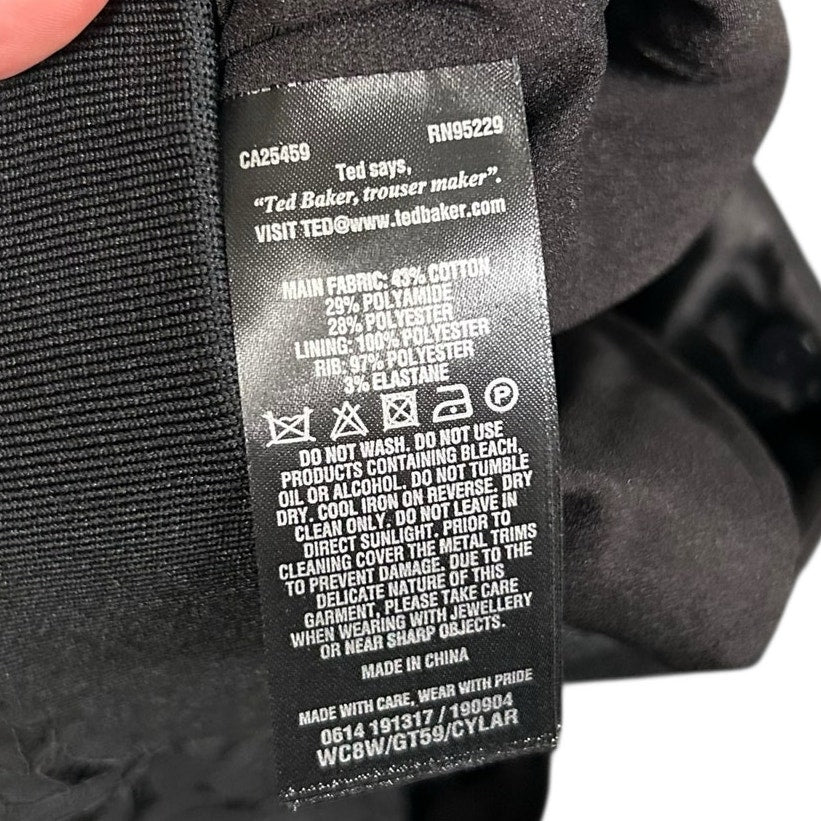 CA25459 RN95229
Ted says,
“Ted Baker, trouser maker”.
VISIT TED@www.tedbaker.com
MAIN FABRIC: 43% COTTON
29% POLYAMIDE
28% POLYESTER
LINING: 100% POLYESTER
RIB: 97% POLYESTER
3% ELASTANE
P
DO NOT WASH. DO NOT USE
PRODUCTS CONTAINING BLEACH,
OIL OR ALCOHOL. DO NOT TUMBLE
DRY. COOL IRON ON REVERSE. DRY
CLEAN ONLY. DO NOT LEAVE IN
DIRECT SUNLIGHT. PRIOR TO
CLEANING COVER THE METAL TRIMS
TO PREVENT DAMAGE. DUE TO THE
DELICATE NATURE OF THIS
GARMENT, PLEASE TAKE CARE
WHEN WEARING WITH JEWELLERY
OR NEAR SHARP OBJECTS.
MADE IN CHINA
MADE WITH CARE, WEAR WITH PRIDE
0614 191317 / 190904
WC8W/GT59/CYLAR